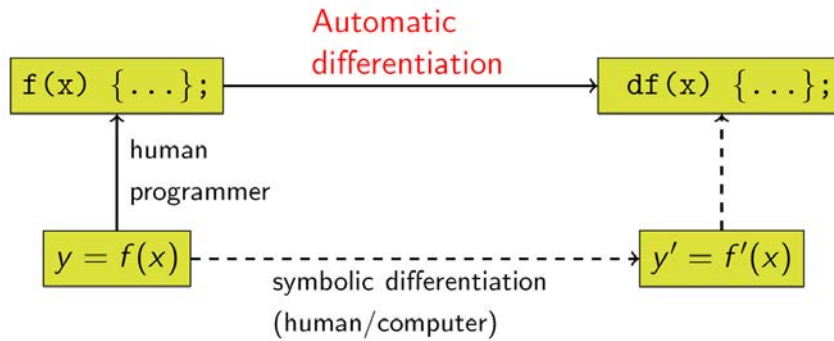 Automatic
differentiation
f(x) {...};
df(x) {...};
human
programmer
y = f(x)
y′ = f′(x)
symbolic differentiation
(human/computer)